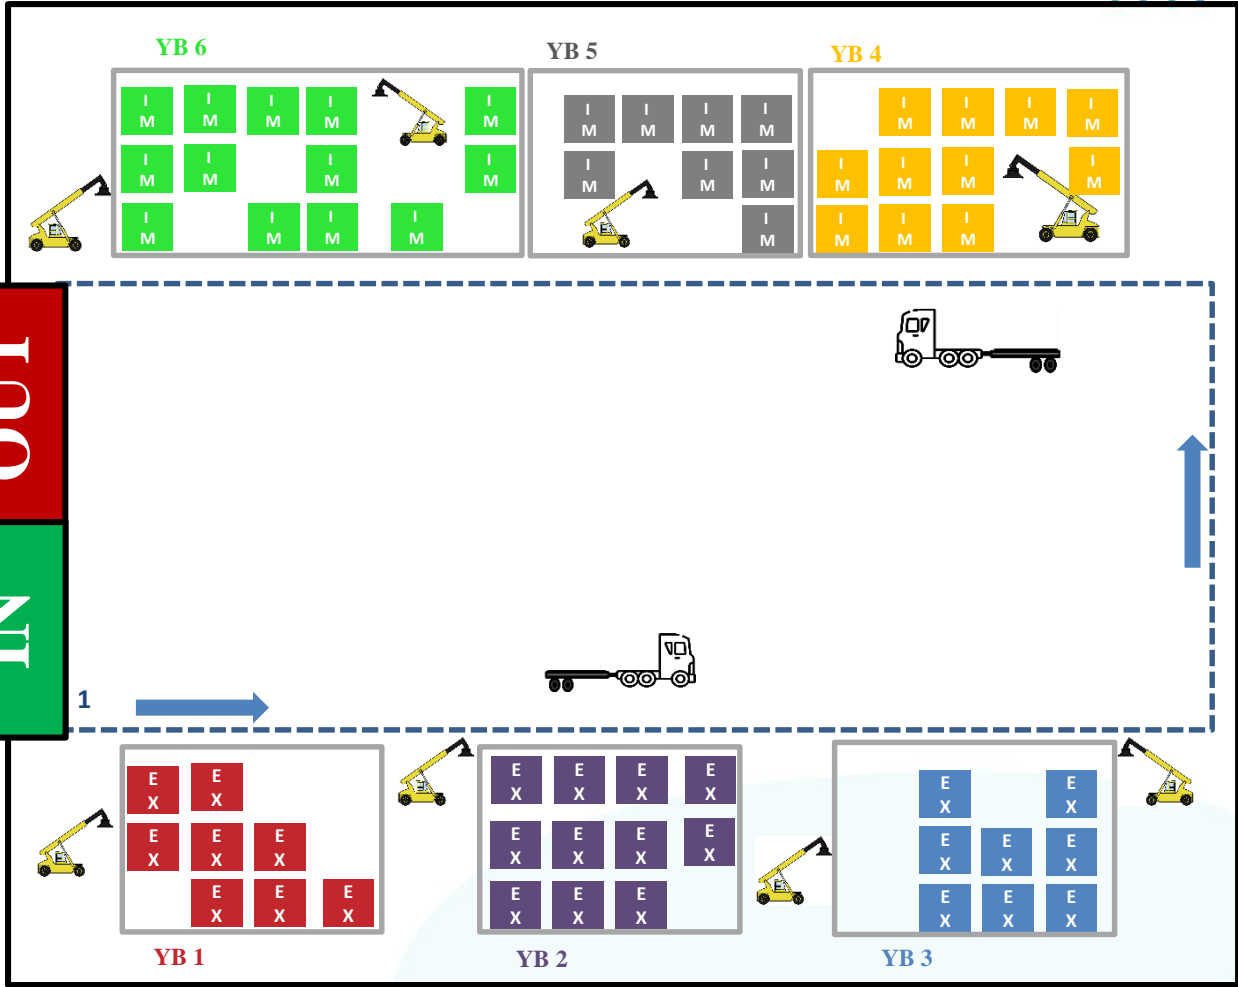 YB 6
I I I I I
M M M M M
I I I I
M M M M
I I I I
M M M M
YB 5
I I I I
M M M M
I I I
M M M
I
M
YB 4
I I I I
M M M M
I I I I
M M M M
I I I
M M M
OUT
IN
1
E E
X X
E E E
X X X
E E E
X X X
YB 1
E E E E
X X X X
E E E E
X X X X
E E E
X X X
YB 2
E E
X X
E E E
X X X
E E E
X X X
YB 3